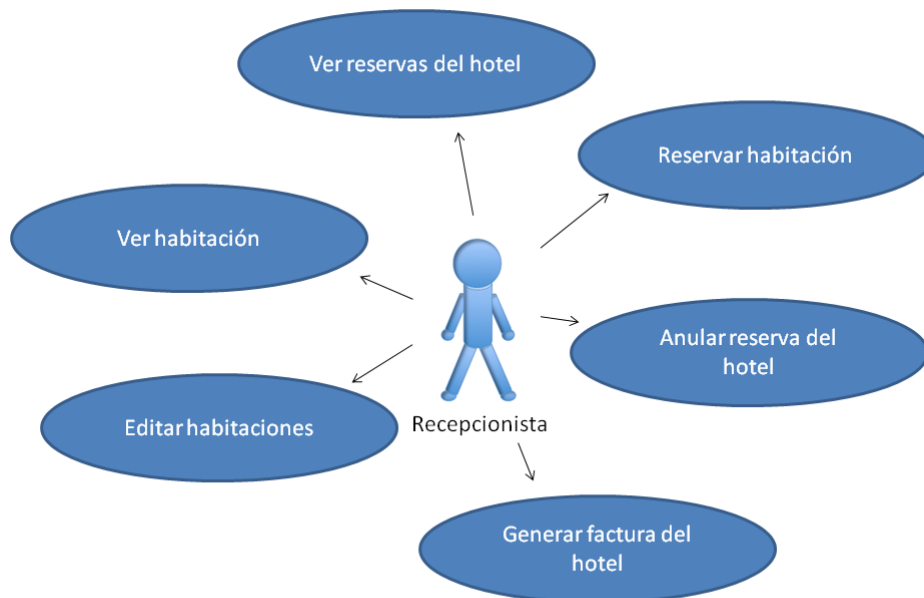 Ver reservas del hotel
Reservar habitación
Ver habitación
Anular reserva del
hotel
Editar habitaciones
Recepcionista
Generar factura del
hotel